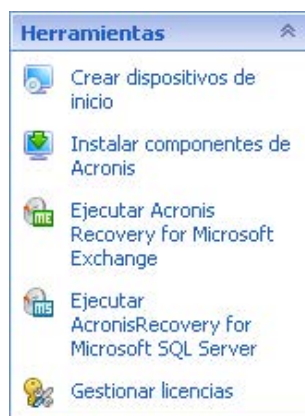 Herramientas
Crear dispositivos de
inicio
Instalar componentes de
Acronis
Ejecutar Acronis
Recovery for Microsoft
Exchange
Ejecutar
AcronisRecovery for
Microsoft SQL Server
Gestionar licencias